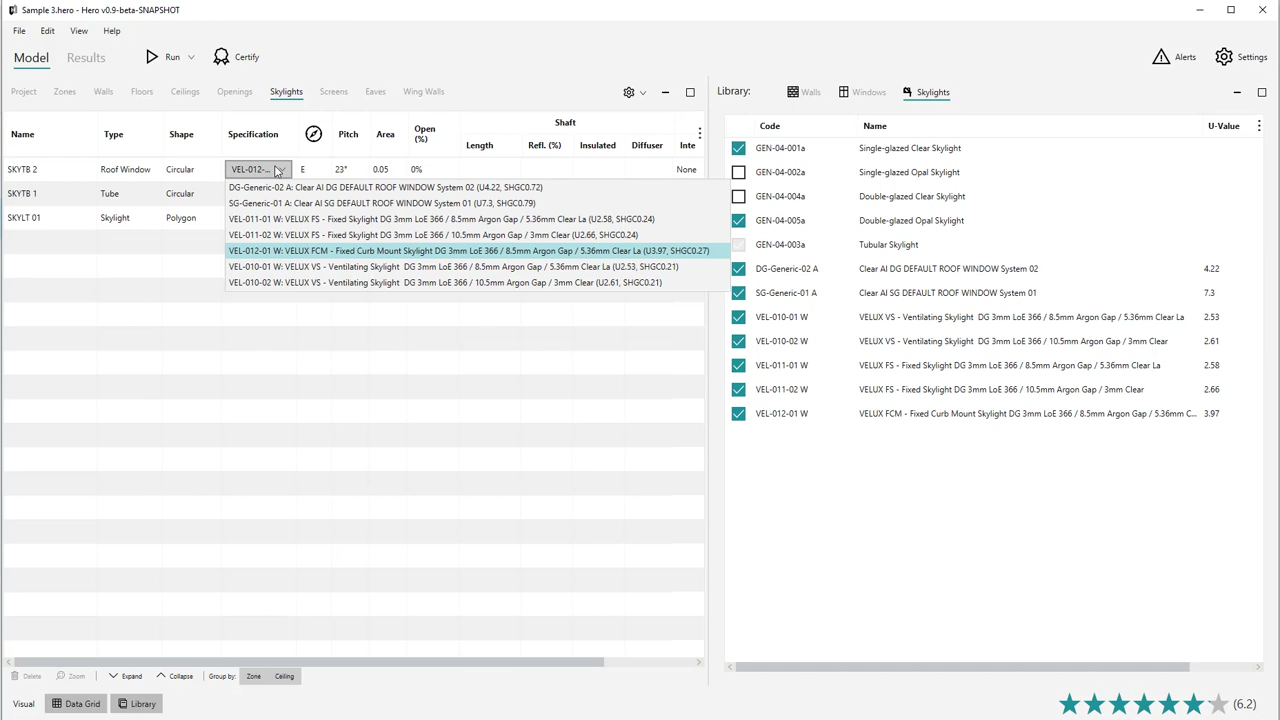 Sample 3.hero - Hero v0.9-beta-SNAPSHOT
File Edit View Help
Model Results Run Certify Alerts Settings
Project Zones Walls Floors Ceilings Openings Skylights Screens Eaves Wing Walls
Name Type Shape Specification Pitch Area Open (%) Shaft
Length Refl. (%) Insulated Diffuser Inte
SKYTB 2 Roof Window Circular VEL-012-... E 23° 0.05 0% None
SKYTB 1 Tube Circular
SKYLT 01 Skylight Polygon
DG-Generic-02 A: Clear AI DG DEFAULT ROOF WINDOW System 02 (U4.22, SHGC0.72)
SG-Generic-01 A: Clear AI SG DEFAULT ROOF WINDOW System 01 (U7.3, SHGC0.79)
VEL-011-01 W: VELUX FS - Fixed Skylight DG 3mm LoE 366 / 8.5mm Argon Gap / 5.36mm Clear La (U2.58, SHGC0.24)
VEL-011-02 W: VELUX FS - Fixed Skylight DG 3mm LoE 366 / 10.5mm Argon Gap / 3mm Clear (U2.66, SHGC0.24)
VEL-012-01 W: VELUX FCM - Fixed Curb Mount Skylight DG 3mm LoE 366 / 8.5mm Argon Gap / 5.36mm Clear La (U3.97, SHGC0.27)
VEL-010-01 W: VELUX VS - Ventilating Skylight DG 3mm LoE 366 / 8.5mm Argon Gap / 5.36mm Clear La (U2.53, SHGC0.21)
VEL-010-02 W: VELUX VS - Ventilating Skylight DG 3mm LoE 366 / 10.5mm Argon Gap / 3mm Clear (U2.61, SHGC0.21)
Library: Walls Windows Skylights
Code Name U-Value
GEN-04-001a Single-glazed Clear Skylight
GEN-04-002a Single-glazed Opal Skylight
GEN-04-004a Double-glazed Clear Skylight
GEN-04-005a Double-glazed Opal Skylight
GEN-04-003a Tubular Skylight
DG-Generic-02 A Clear AI DG DEFAULT ROOF WINDOW System 02 4.22
SG-Generic-01 A Clear AI SG DEFAULT ROOF WINDOW System 01 7.3
VEL-010-01 W VELUX VS - Ventilating Skylight DG 3mm LoE 366 / 8.5mm Argon Gap / 5.36mm Clear La 2.53
VEL-010-02 W VELUX VS - Ventilating Skylight DG 3mm LoE 366 / 10.5mm Argon Gap / 3mm Clear 2.61
VEL-011-01 W VELUX FS - Fixed Skylight DG 3mm LoE 366 / 8.5mm Argon Gap / 5.36mm Clear La 2.58
VEL-011-02 W VELUX FS - Fixed Skylight DG 3mm LoE 366 / 10.5mm Argon Gap / 3mm Clear 2.66
VEL-012-01 W VELUX FCM - Fixed Curb Mount Skylight DG 3mm LoE 366 / 8.5mm Argon Gap / 5.36mm C... 3.97
Delete Zoom Expand Collapse Group by: Zone Ceiling
Visual Data Grid Library (6.2)